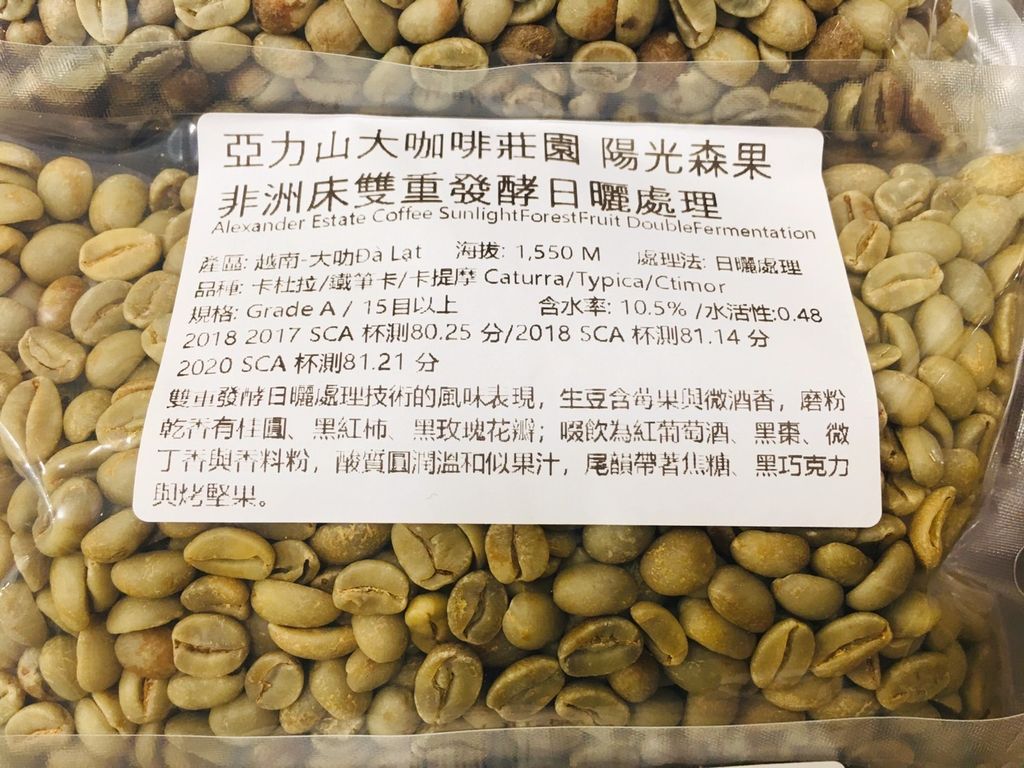 亞力山大咖啡莊園 陽光森果
非洲床雙重發酵日曬處理
Alexander Estate Coffee SunlightForestFruit DoubleFermentation
產區: 越南-大叻Đà Lạt 海拔: 1,550 M 處理法: 日曬處理
品種: 卡杜拉/鐵筆卡/卡提摩 Caturra/Typica/Ctimor
規格: Grade A / 15目以上 含水率: 10.5% /水活性:0.48
2018 2017 SCA 杯測80.25 分/2018 SCA 杯測81.14 分
2020 SCA 杯測81.21 分
雙重發酵日曬處理技術的風味表現，生豆含莓果與微酒香，磨粉
乾香有桂圓、黑紅柿、黑玫瑰花瓣；啜飲為紅葡萄酒、黑棗、微
丁香與香料粉，酸質圓潤溫和似果汁，尾韻帶著焦糖、黑巧克力
與烤堅果。